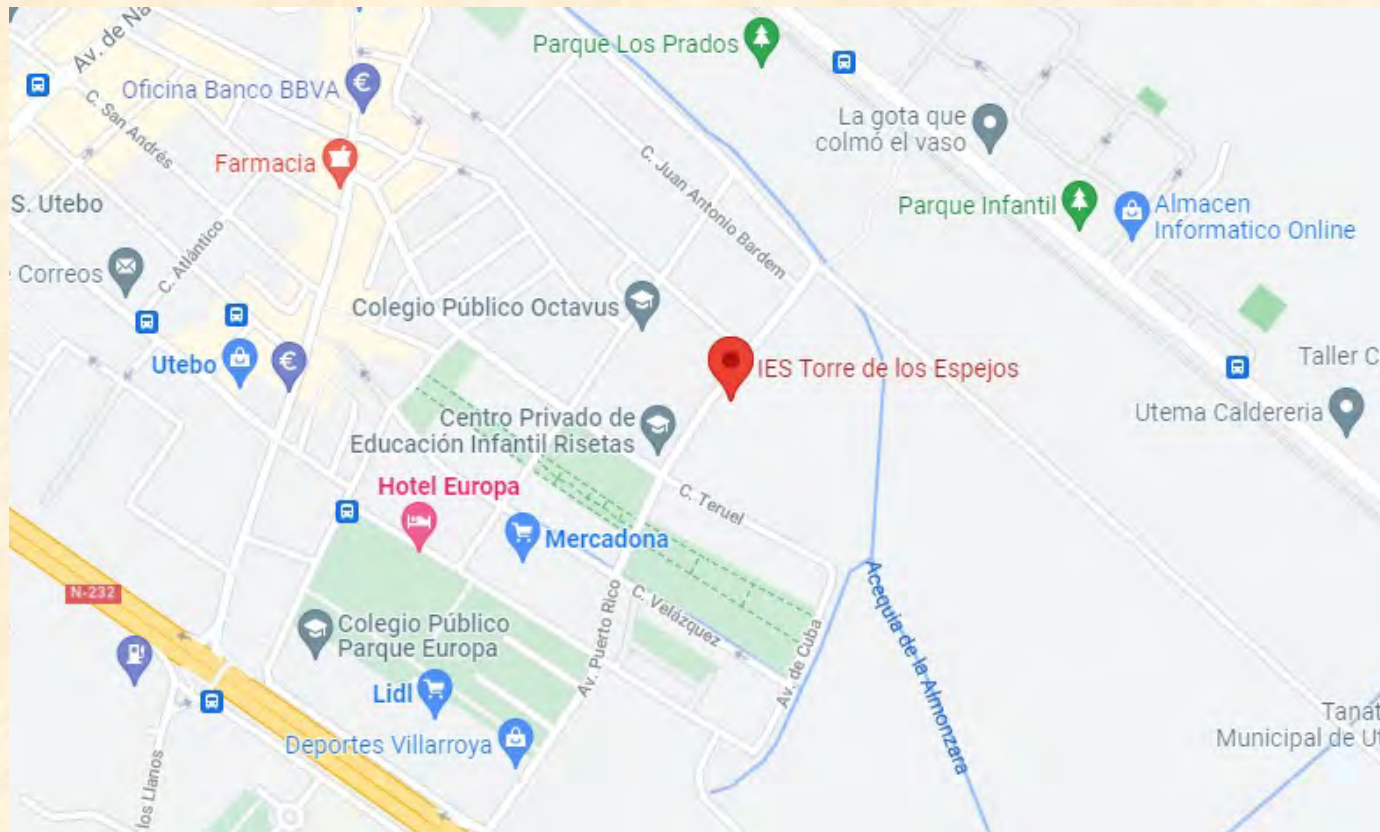 Av. de Na
Parque Los Prados
Oficina Banco BBVA
C. San Andrés
La gota que
colmó el vaso
Farmacia
C. Juan Antonio Bardem
S. Utebo
Parque Infantil
Almacen
Informatico Online
C. Atlántico
Correos
Colegio Público Octavus
Utebo
IES Torre de los Espejos
Taller C
Centro Privado de
Educación Infantil Risetas
Utema Caldereria
Hotel Europa
C. Teruel
Mercadona
N-232
Acequia de la Almonzara
C. Velázquez
Colegio Público
Parque Europa
Av. Puerto Rico
Av. de Cuba
Lidl
Deportes Villarroya
Tanat
Municipal de Ut
los Llanos